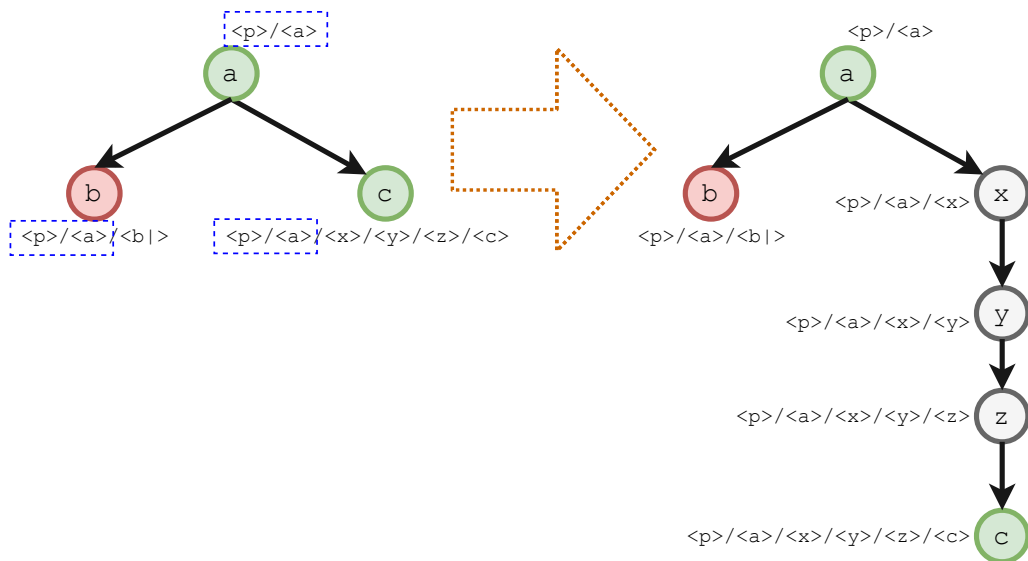 <p>/<a>
a
b
c
<p>/<a>/<b|>
<p>/<a>/<x>/<y>/<z>/<c>
<p>/<a>
a
b
x
<p>/<a>/<x>
<p>/<a>/<b|>
y
<p>/<a>/<x>/<y>
z
<p>/<a>/<x>/<y>/<z>
c
<p>/<a>/<x>/<y>/<z>/<c>